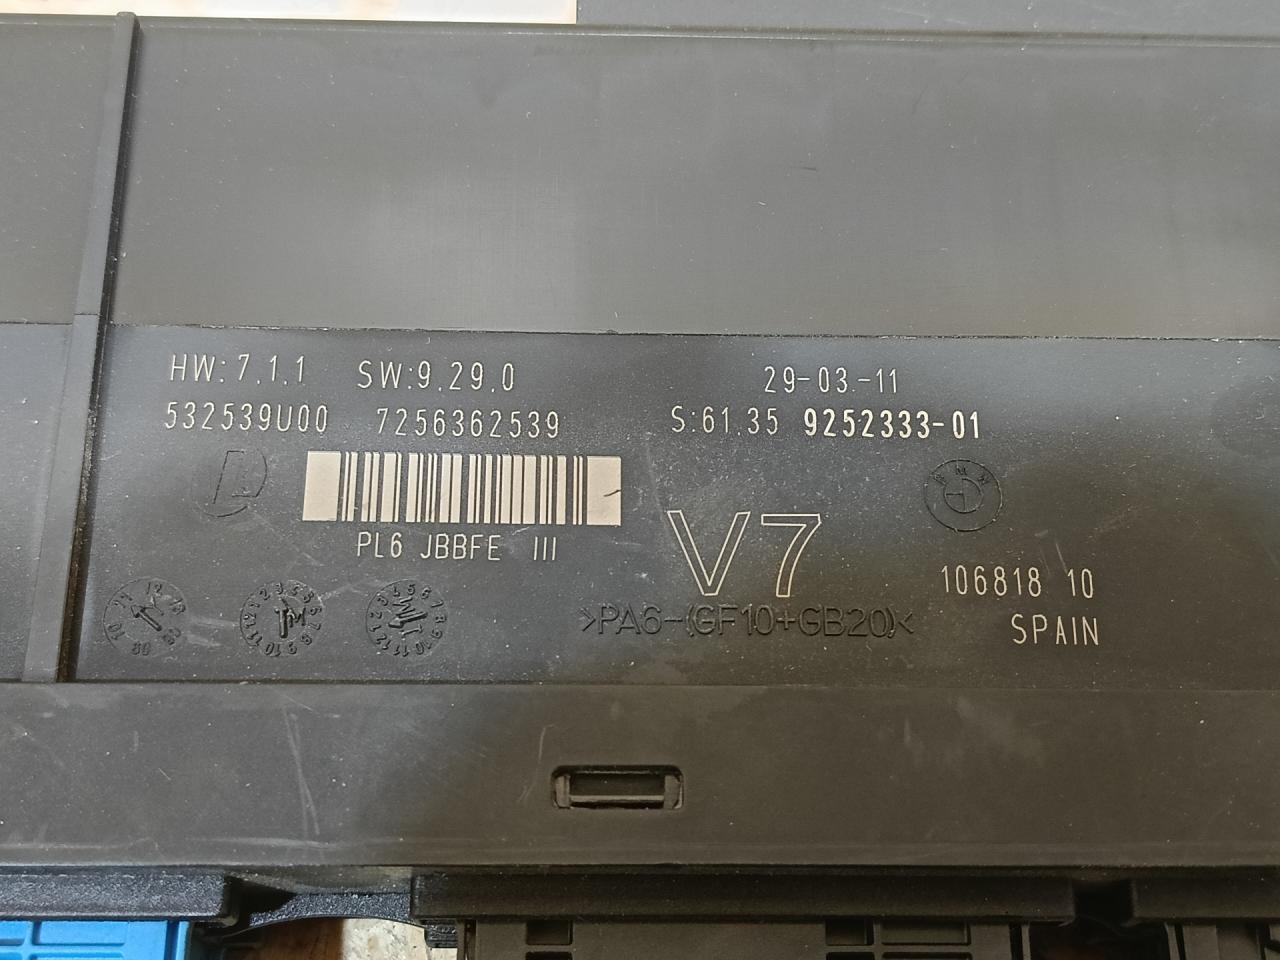 HW:7.1.1 SW:9.29.0 29-03.-11
532539U00 7256362539 S:61.35 9252333-01
BMW
PL6 JBBFE III
V7
106818 10
>PA6-(GF10+GB20)<
SPAIN